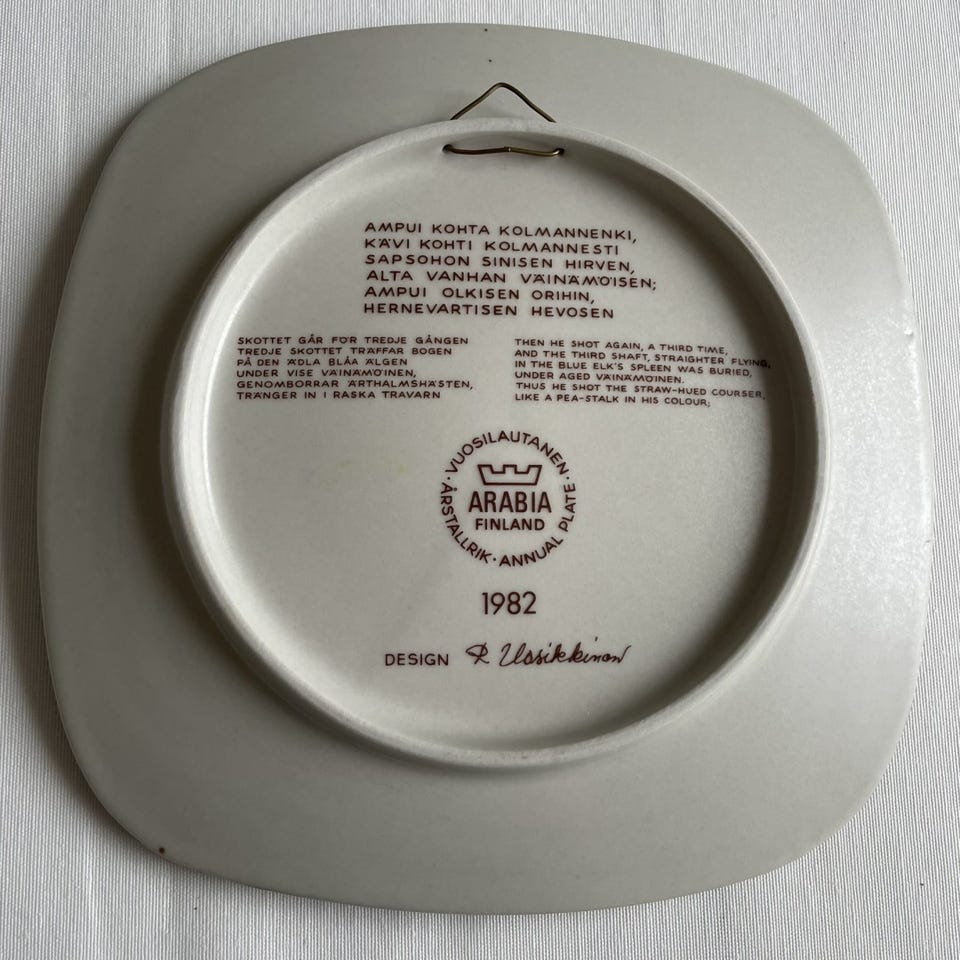 AMPUI KOHTA KOLMANNENKI,
KÄVI KOHTI KOLMANNESTI
SAPSOHON SINISEN HIRVEN,
ALTA VANHAN VÄINÄMÖISEN;
AMPUI OLKISEN ORIHIN,
HERNEVARTISEN HEVOSEN
SKOTTET GÅR FÖR TREDJE GÅNGEN
TREDJE SKOTTET TRÄFFAR BOGEN
PÅ DEN ÄDLA BLÅA ÄLGEN
UNDER VISE VÄINÄMÖINEN,
GENOMBORRAR ÄRTHALMSHÄSTEN,
TRÄNGER IN I RASKA TRAVARN
THEN HE SHOT AGAIN, A THIRD TIME,
AND THE THIRD SHAFT, STRAIGHTER FLYING,
IN THE BLUE ELK'S SPLEEN WAS BURIED,
UNDER AGED VÄINÄMÖINEN.
THUS HE SHOT THE STRAW-HUED COURSER,
LIKE A PEA-STALK IN HIS COLOUR;
· VUOSILAUTANEN ·
ARABIA
FINLAND
ÅRSTALLRIK · ANNUAL PLATE
1982
DESIGN R. Uosikkinen